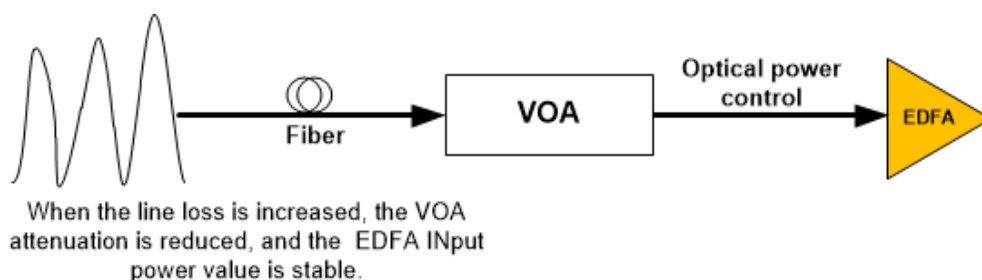 Optical power
control
Fiber
VOA
EDFA
When the line loss is increased, the VOA
attenuation is reduced, and the EDFA INput
power value is stable.